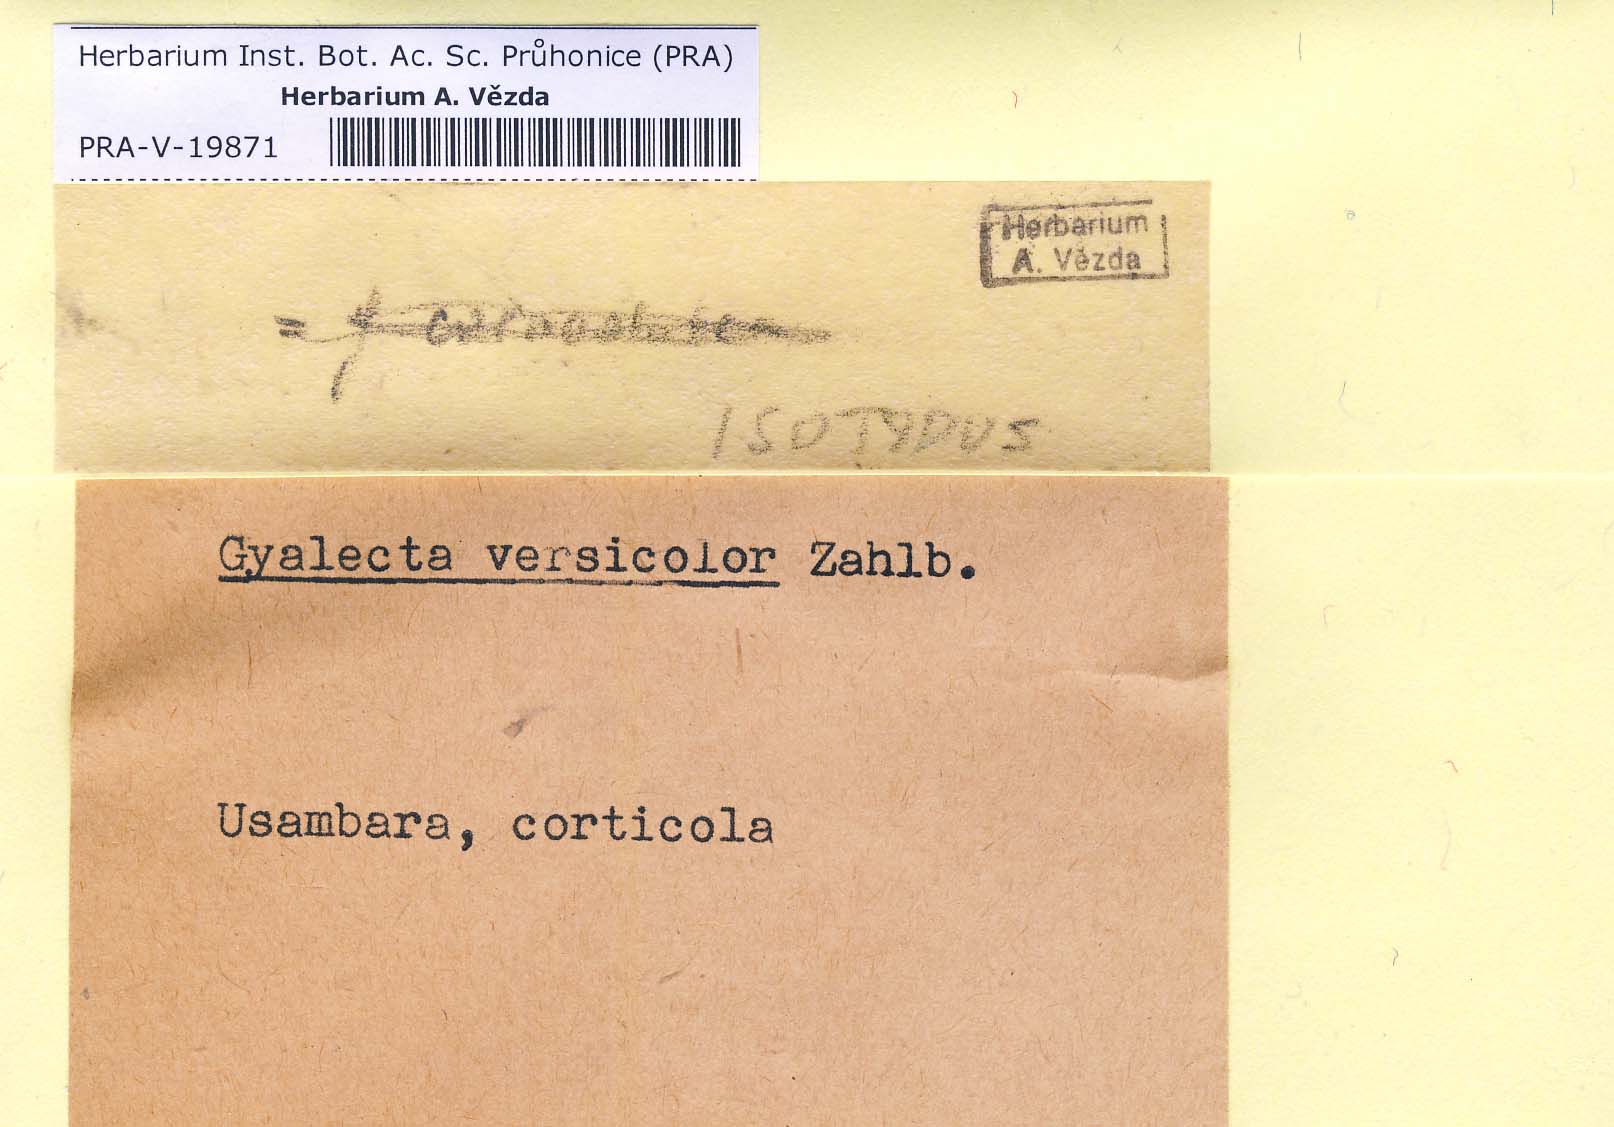 Herbarium Inst. Bot. Ac. Sc. Průhonice (PRA)
Herbarium A. Vězda
PRA-V-19871
Herbarium
A. Vězda
=
ISOTYPUS
Gyalecta versicolor Zahlb.
Usambara, corticola